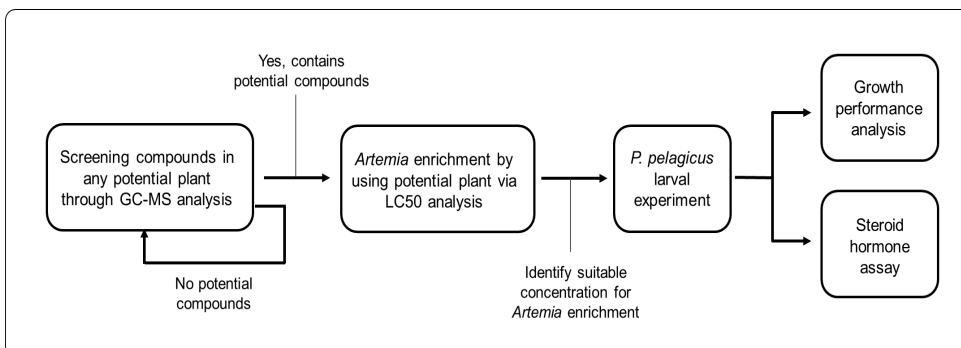 Yes, contains
potential compounds
Screening compounds in
any potential plant
through GC-MS analysis
No potential
compounds
Artemia enrichment by
using potential plant via
LC50 analysis
Identify suitable
concentration for
Artemia enrichment
P. pelagicus
larval
experiment
Growth
performance
analysis
Steroid
hormone
assay